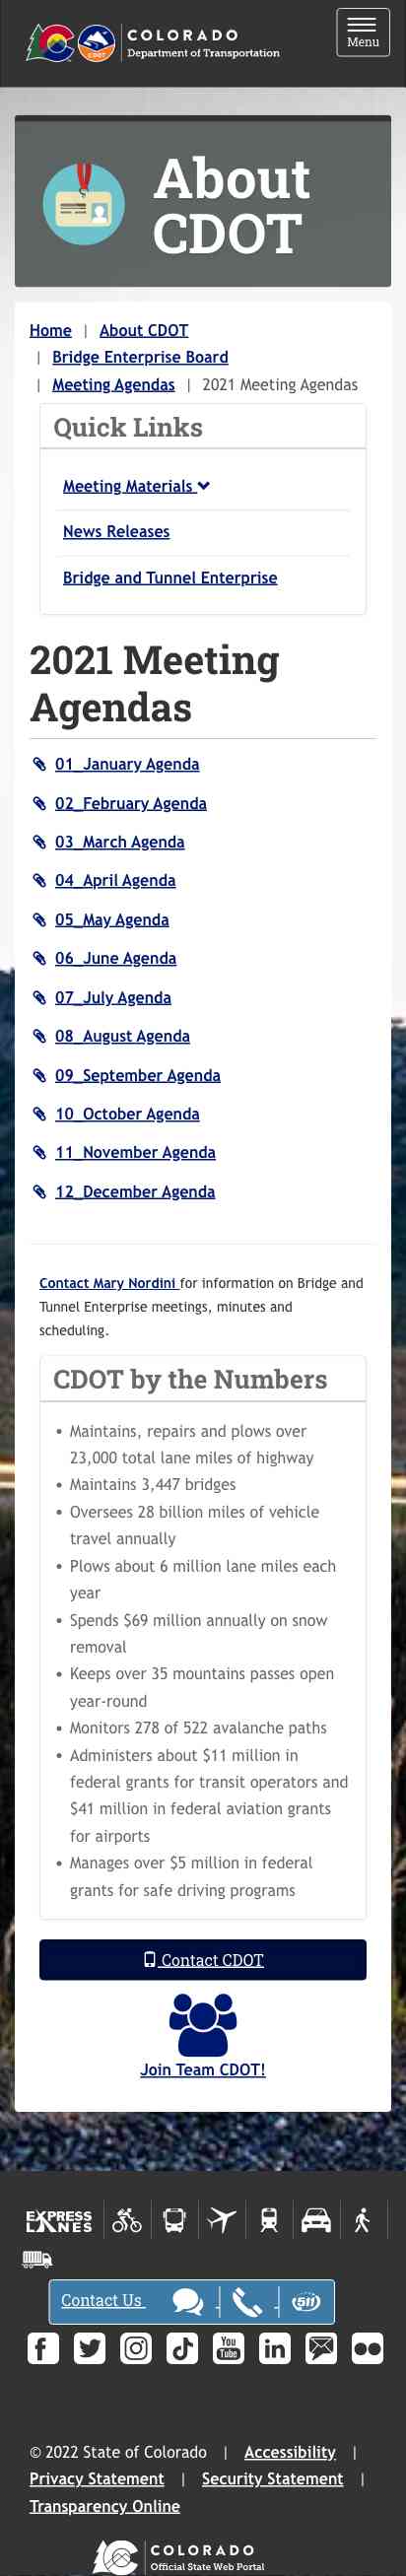 COLORADO
Department of Transportation
CDOT
Menu
About
CDOT
Home | About CDOT
| Bridge Enterprise Board
| Meeting Agendas | 2021 Meeting Agendas
Quick Links
Meeting Materials
News Releases
Bridge and Tunnel Enterprise
2021 Meeting
Agendas
01_January Agenda
02_February Agenda
03_March Agenda
04_April Agenda
05_May Agenda
06_June Agenda
07_July Agenda
08_August Agenda
09_September Agenda
10_October Agenda
11_November Agenda
12_December Agenda
Contact Mary Nordini for information on Bridge and
Tunnel Enterprise meetings, minutes and
scheduling.
CDOT by the Numbers
• Maintains, repairs and plows over
23,000 total lane miles of highway
• Maintains 3,447 bridges
• Oversees 28 billion miles of vehicle
travel annually
• Plows about 6 million lane miles each
year
• Spends $69 million annually on snow
removal
• Keeps over 35 mountains passes open
year-round
• Monitors 278 of 522 avalanche paths
• Administers about $11 million in
federal grants for transit operators and
$41 million in federal aviation grants
for airports
• Manages over $5 million in federal
grants for safe driving programs
Contact CDOT
Join Team CDOT!
EXPRESS
LANES
Contact Us
511
You
Tube
in
© 2022 State of Colorado | Accessibility |
Privacy Statement | Security Statement |
Transparency Online
COLORADO
Official State Web Portal